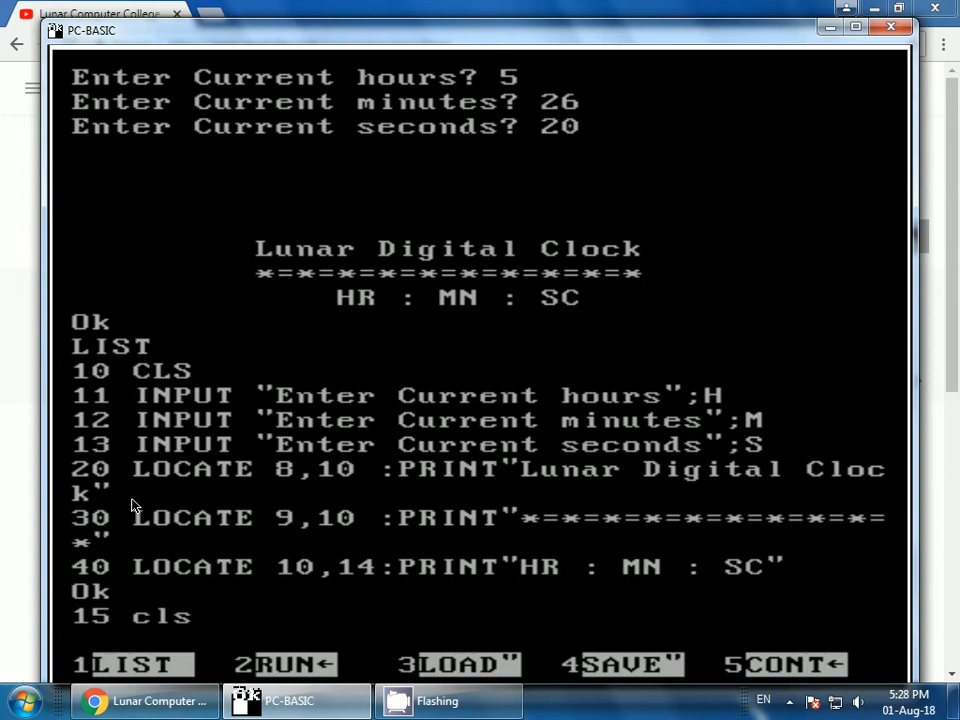 Lunar Computer College
PC-BASIC
Enter Current hours? 5
Enter Current minutes? 26
Enter Current seconds? 20
Lunar Digital Clock
*=*=*=*=*=*=*=*=*=*
HR : MN : SC
Ok
LIST
10 CLS
11 INPUT "Enter Current hours";H
12 INPUT "Enter Current minutes";M
13 INPUT "Enter Current seconds";S
20 LOCATE 8,10 :PRINT"Lunar Digital Cloc
k"
30 LOCATE 9,10 :PRINT"*=*=*=*=*=*=*=*=*=
*"
40 LOCATE 10,14:PRINT"HR : MN : SC"
Ok
15 cls
1LIST 2RUN← 3LOAD" 4SAVE" 5CONT←
Lunar Computer ... PC-BASIC Flashing EN 5:28 PM
01-Aug-18